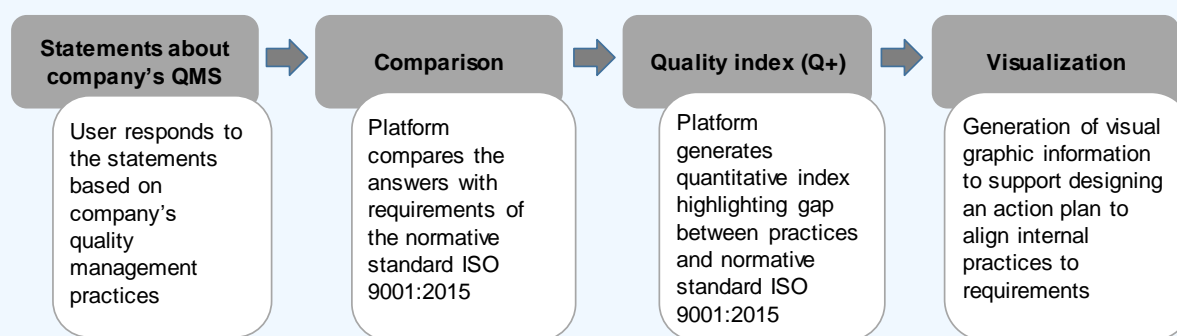 Statements about
company's QMS
User responds to
the statements
based on
company's
quality
management
practices
Comparison
Platform
compares the
answers with
requirements of
the normative
standard ISO
9001:2015
Quality index (Q+)
Platform
generates
quantitative index
highlighting gap
between practices
and normative
standard ISO
9001:2015
Visualization
Generation of visual
graphic information
to support designing
an action plan to
align internal
practices to
requirements